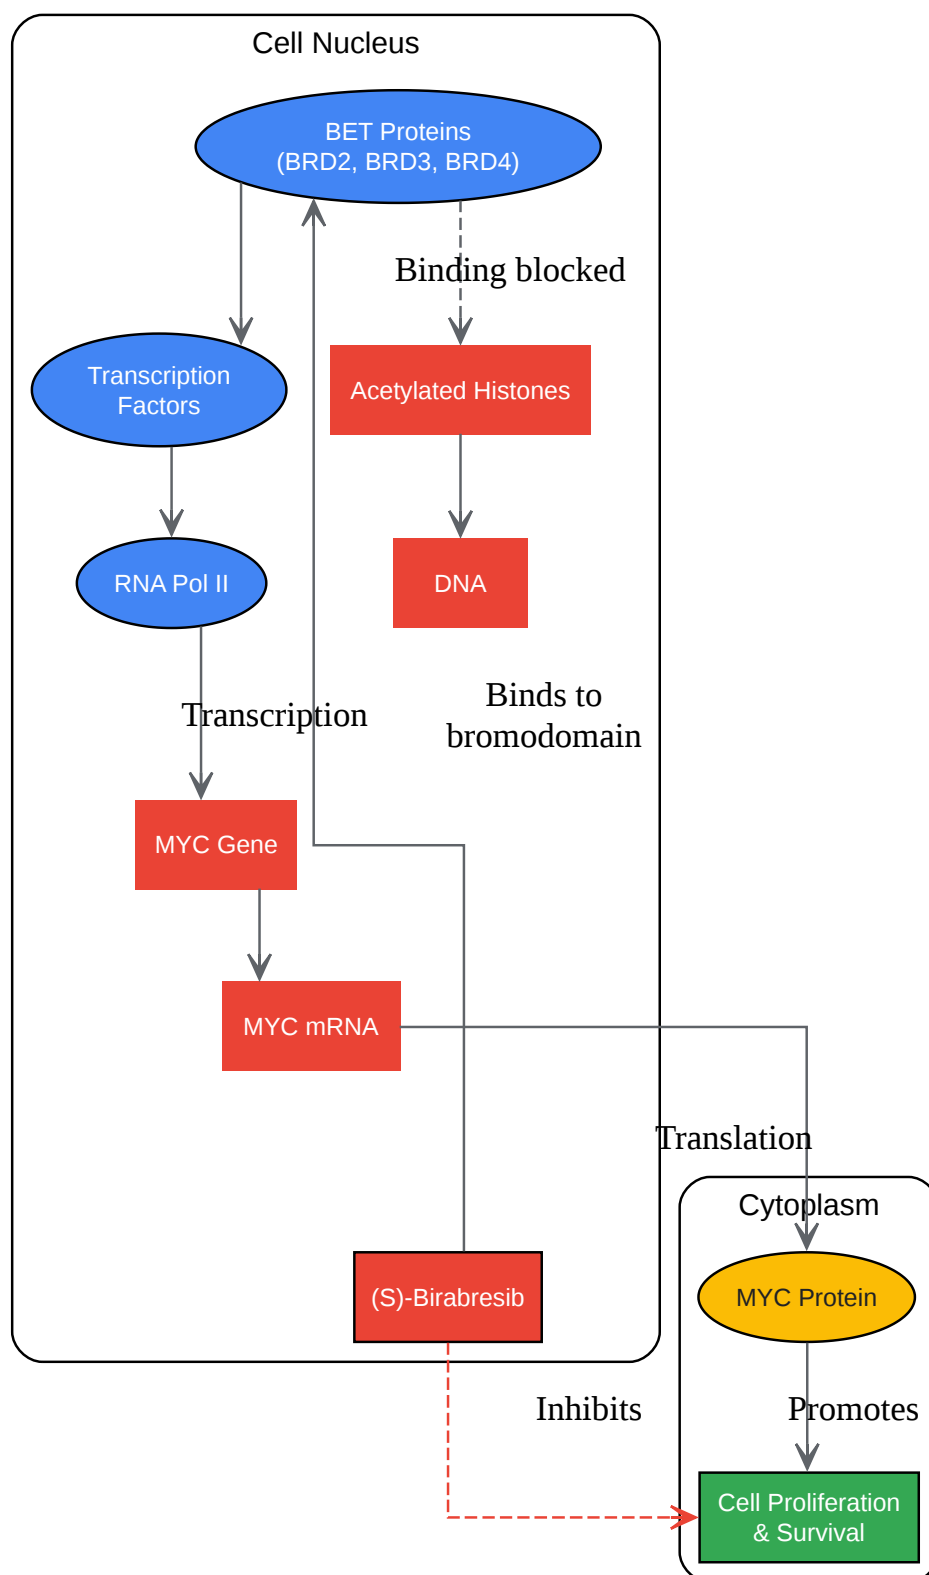 Cell Nucleus
BET Proteins
(BRD2, BRD3, BRD4)
Binding blocked
Transcription
Factors
Acetylated Histones
RNA Pol II
DNA
Binds to
bromodomain
Transcription
MYC Gene
MYC mRNA
Translation
Cytoplasm
(S)-Birabresib
MYC Protein
Inhibits
Promotes
Cell Proliferation
& Survival